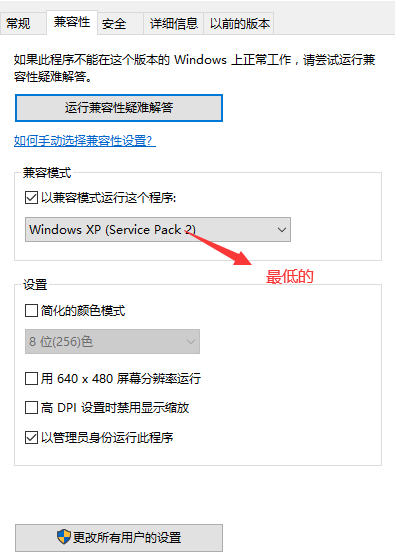 常规 兼容性 安全 详细信息 以前的版本
如果此程序不能在这个版本的 Windows 上正常工作，请尝试运行兼
容性疑难解答。
运行兼容性疑难解答
如何手动选择兼容性设置?
兼容模式
以兼容模式运行这个程序:
Windows XP (Service Pack 2)
最低的
设置
简化的颜色模式
8 位(256)色
用 640 x 480 屏幕分辨率运行
高 DPI 设置时禁用显示缩放
以管理员身份运行此程序
更改所有用户的设置